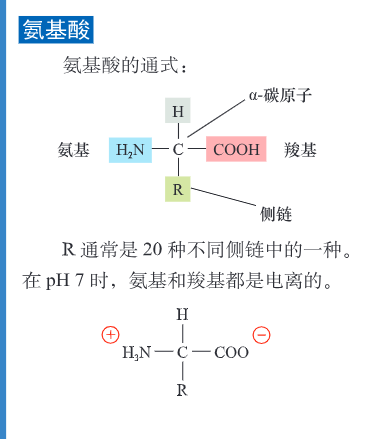 氨基酸
氨基酸的通式：
α-碳原子
H
氨基 H₂N — C — COOH 羧基
R
侧链
R 通常是 20 种不同侧链中的一种。
在 pH 7 时，氨基和羧基都是电离的。
H
⊕ ⊖
H₃N — C — COO
R